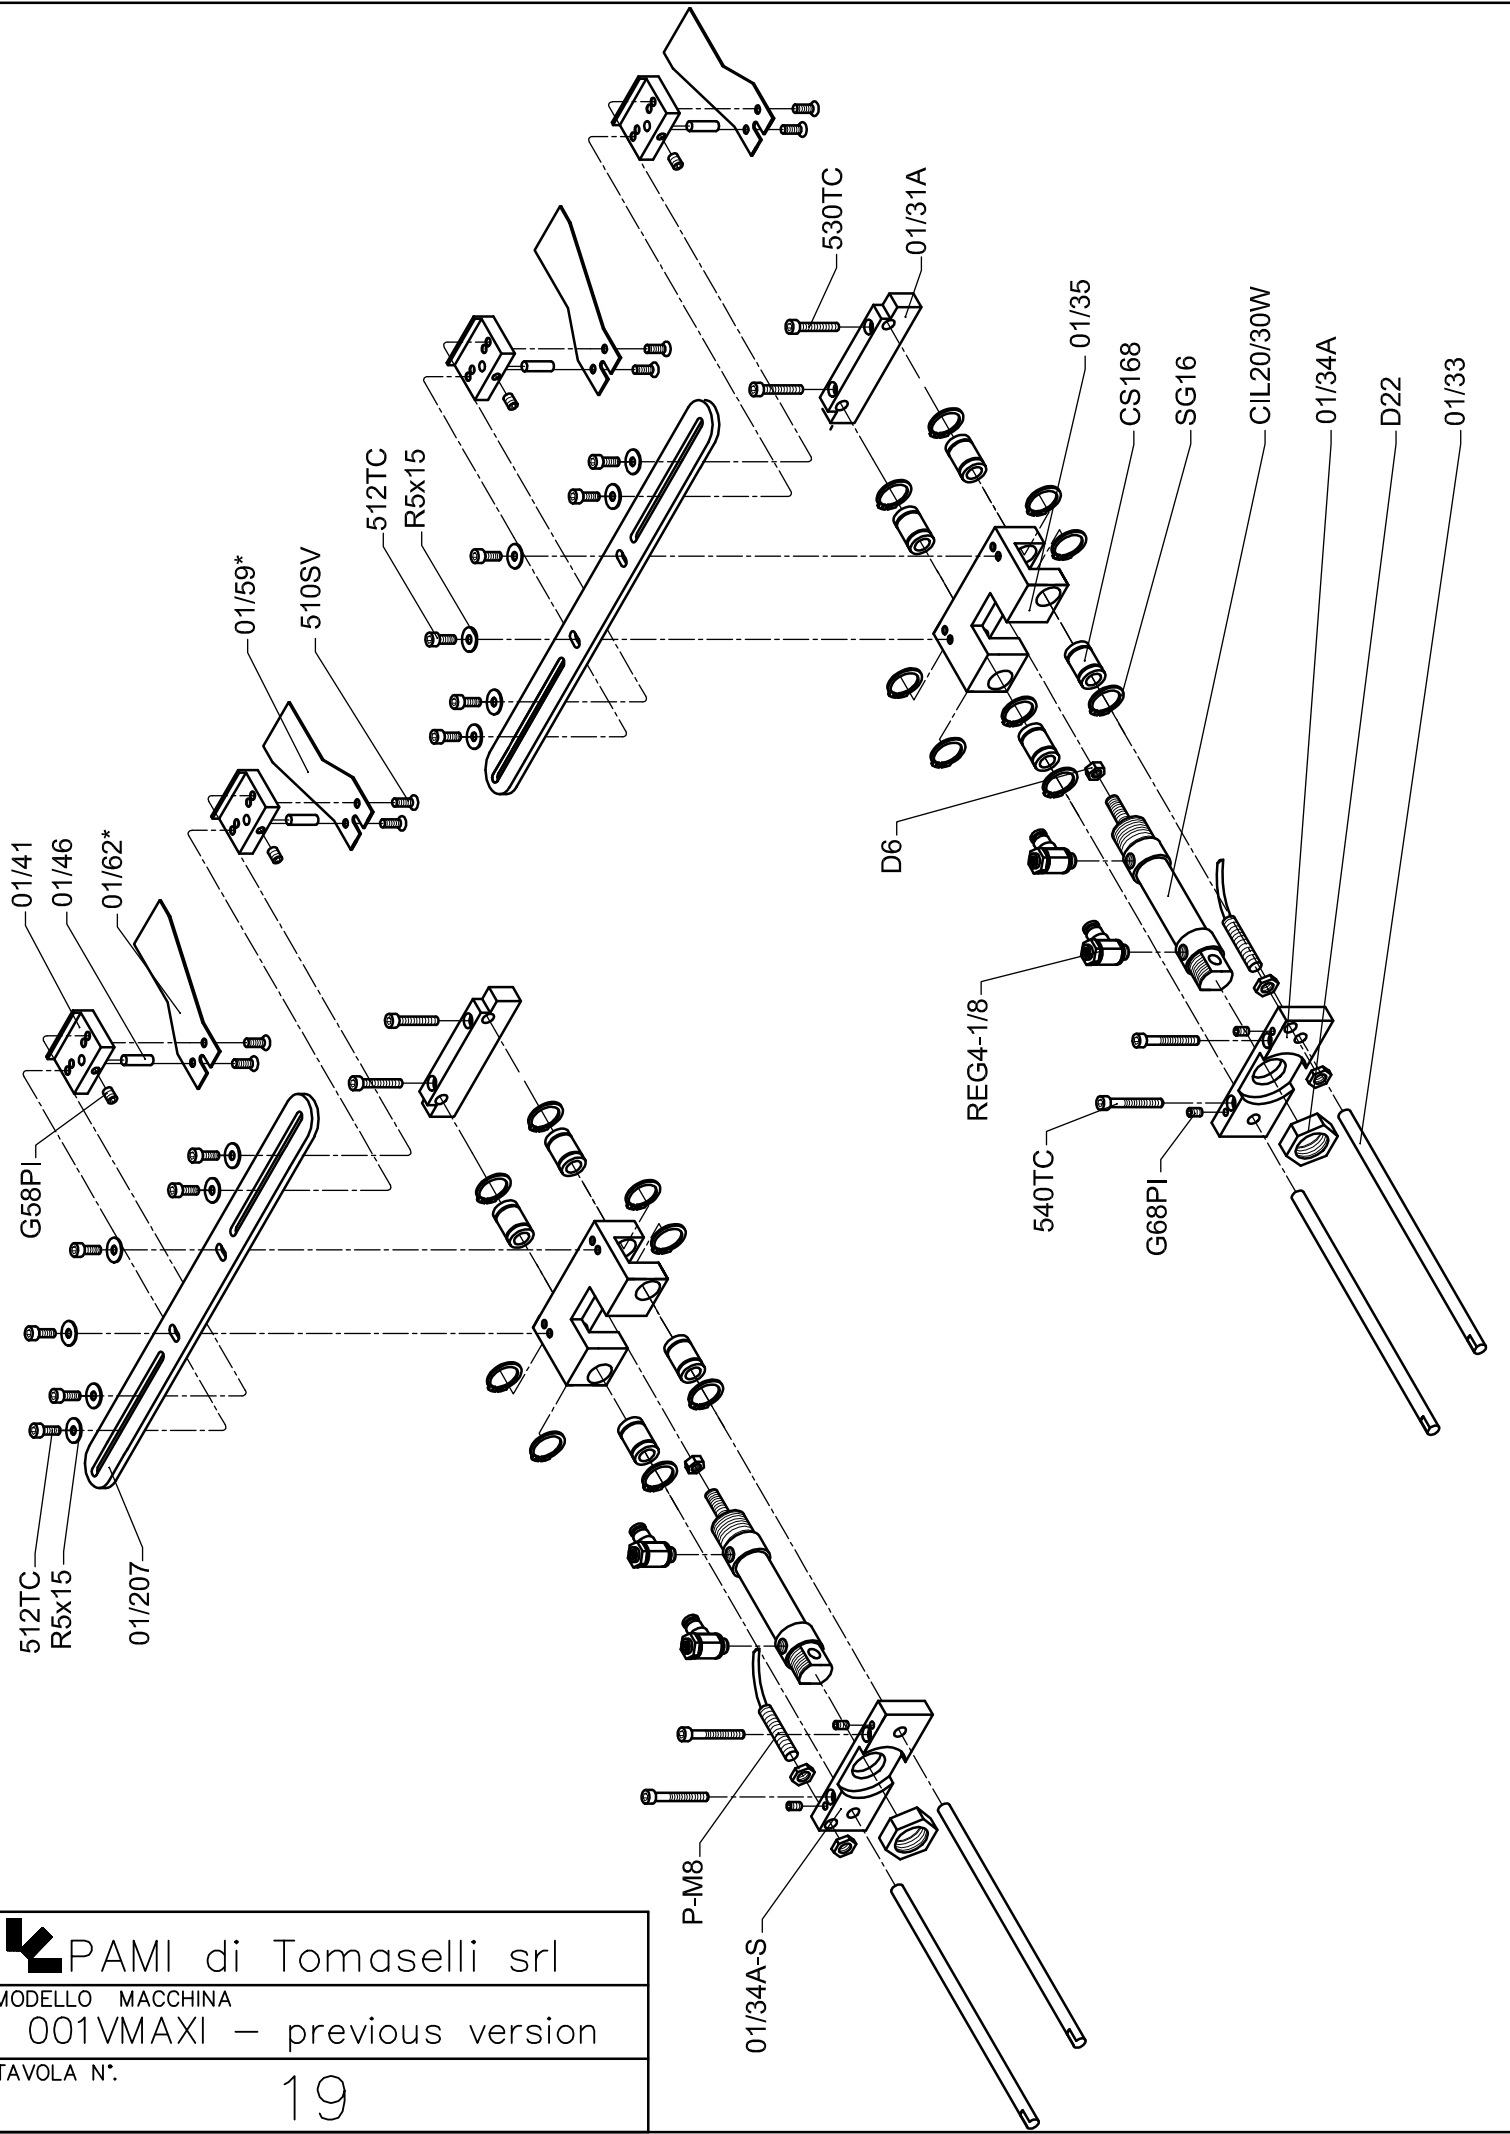 512TC
R5x15
01/207
G58PI
01/41
01/46
01/62*
01/59*
510SV
512TC
R5x15
530TC
01/31A
01/35
CS168
SG16
CIL20/30W
01/34A
D22
01/33
D6
REG4-1/8
540TC
G68PI
P-M8
01/34A-S
PAMI di Tomaselli srl
MODELLO MACCHINA
001VMAXI – previous version
TAVOLA N°.
19